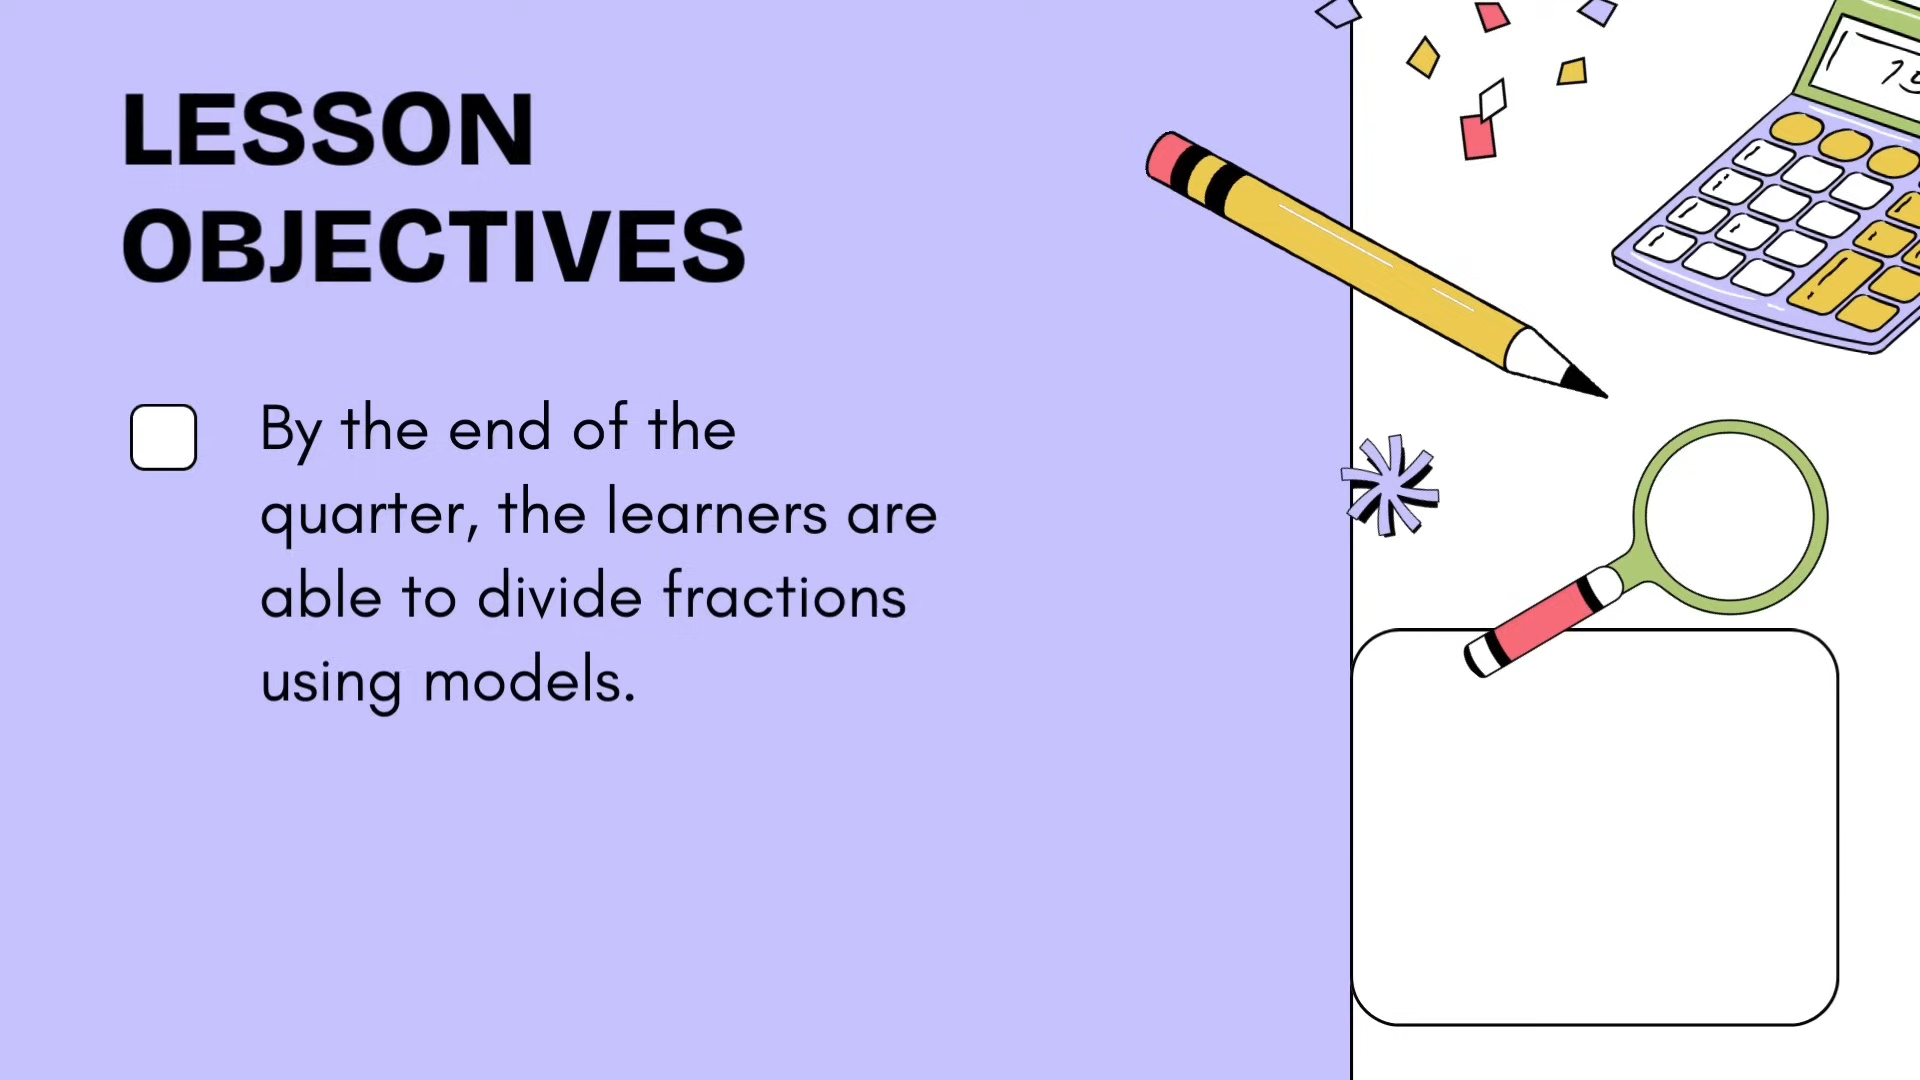 LESSON
OBJECTIVES
By the end of the
quarter, the learners are
able to divide fractions
using models.